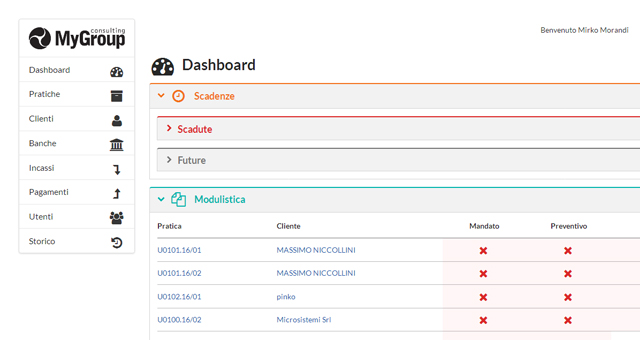 consulting
MyGroup
Benvenuto Mirko Morandi
Dashboard
Pratiche
Clienti
Banche
Incassi
Pagamenti
Utenti
Storico
Dashboard
Scadenze
Scadute
Future
Modulistica
Pratica Cliente Mandato Preventivo
U0101.16/01 MASSIMO NICCOLLINI
U0101.16/02 MASSIMO NICCOLLINI
U0102.16/01 pinko
U0100.16/02 Microsistemi Srl